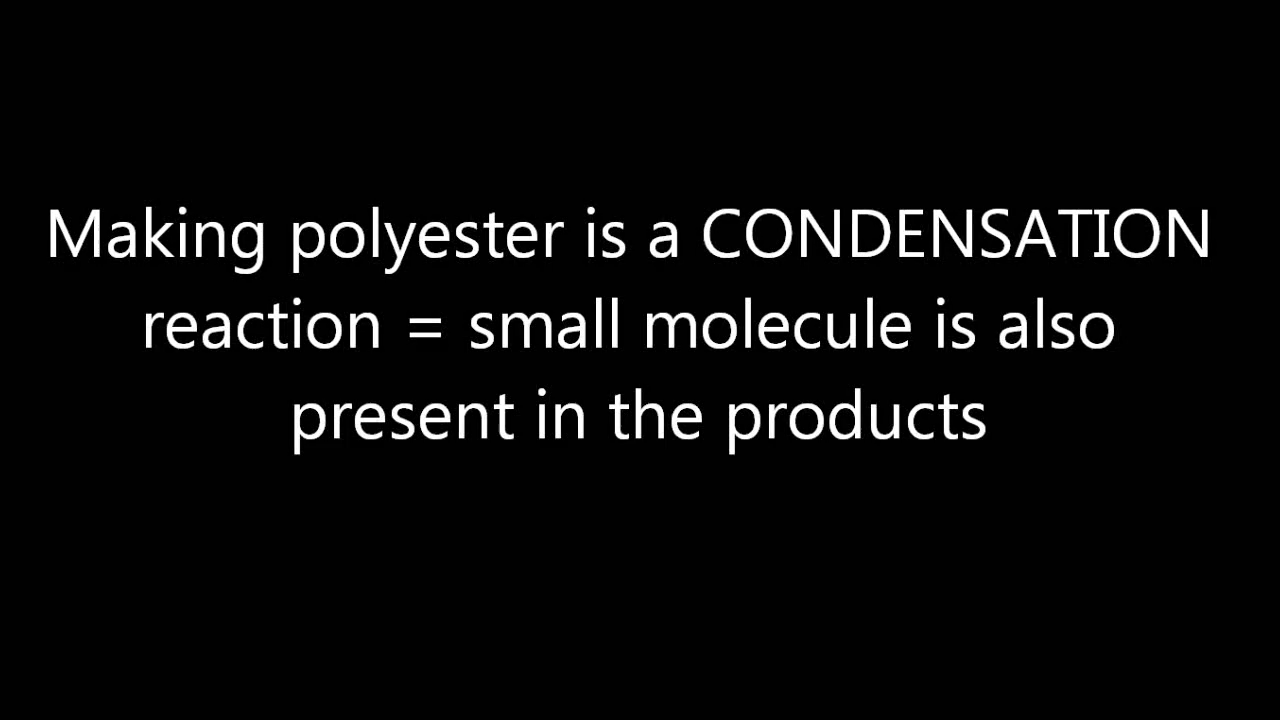 Making polyester is a CONDENSATION
reaction = small molecule is also
present in the products